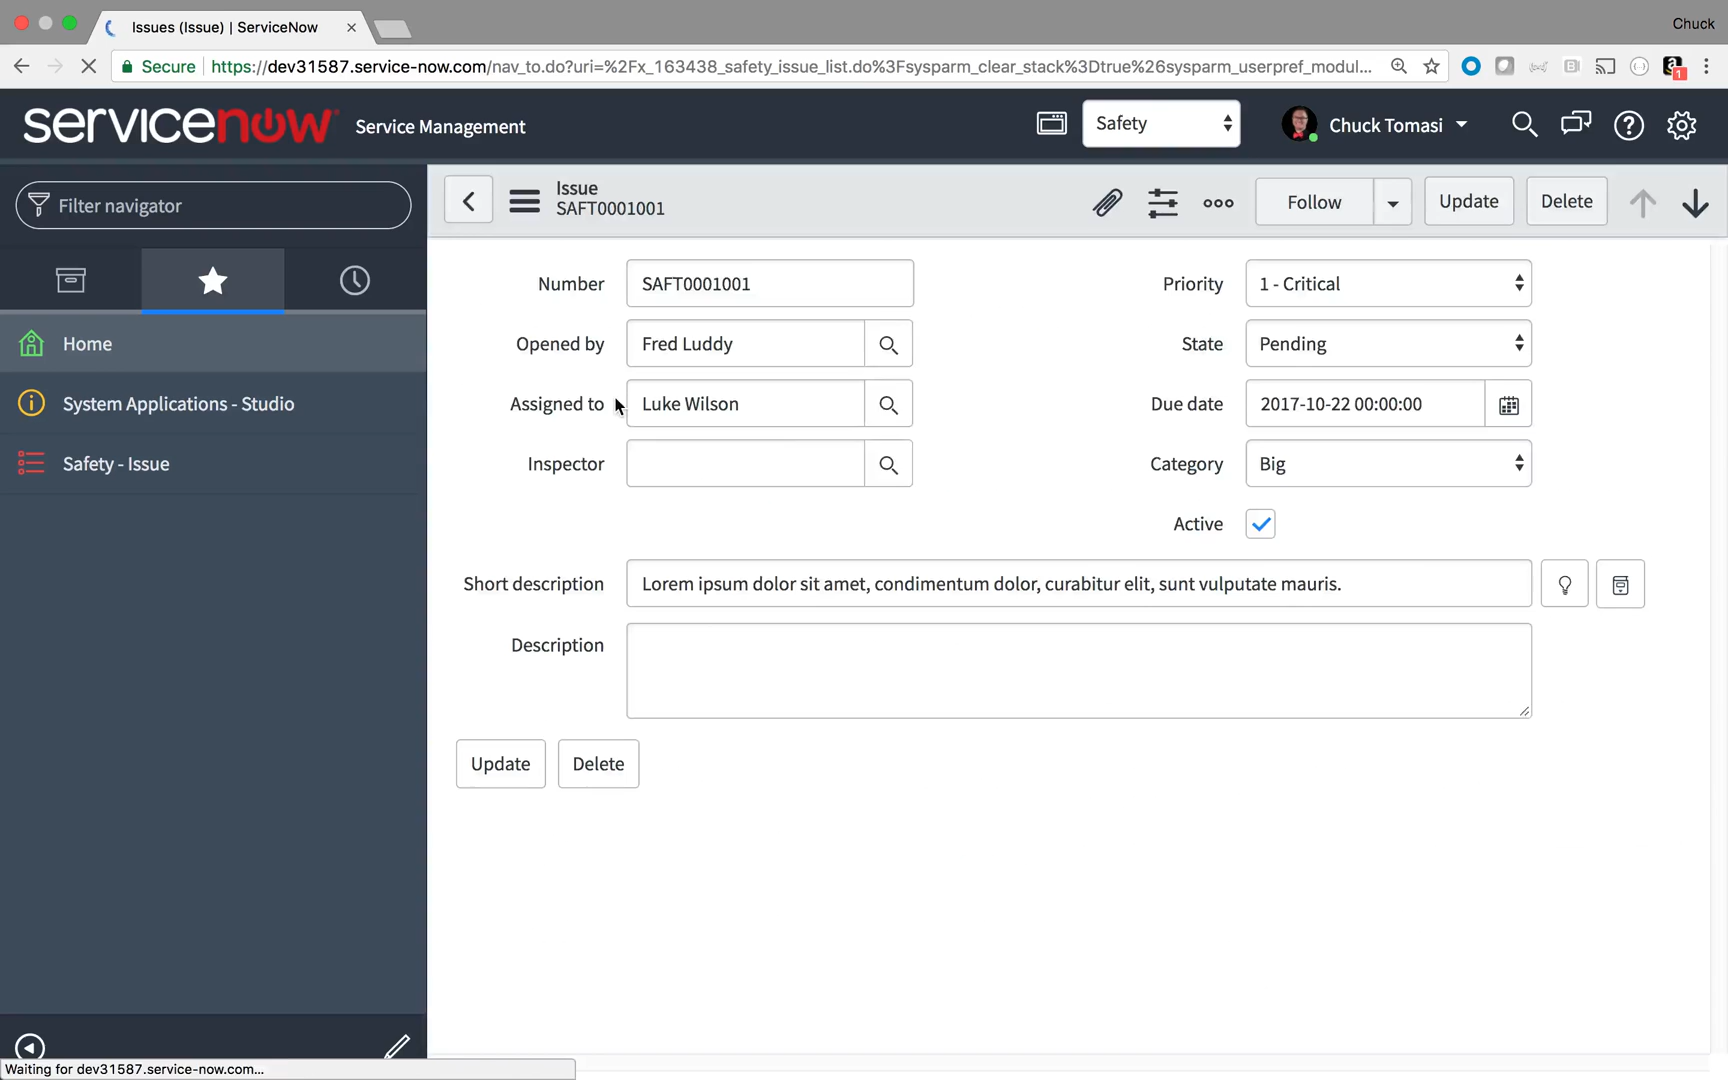 Issues (Issue) | ServiceNow
Chuck
Secure
https://dev31587.service-now.com/nav_to.do?uri=%2Fx_163438_safety_issue_list.do%3Fsysparm_clear_stack%3Dtrue%26sysparm_userpref_modul...
1
servicenow Service Management
Safety
Chuck Tomasi
Filter navigator
Home
System Applications - Studio
Safety - Issue
Issue
SAFT0001001
Follow
Update
Delete
Number SAFT0001001
Priority 1 - Critical
Opened by Fred Luddy
State Pending
Assigned to Luke Wilson
Due date 2017-10-22 00:00:00
Inspector
Category Big
Active
Short description Lorem ipsum dolor sit amet, condimentum dolor, curabitur elit, sunt vulputate mauris.
Description
Update
Delete
Waiting for dev31587.service-now.com...